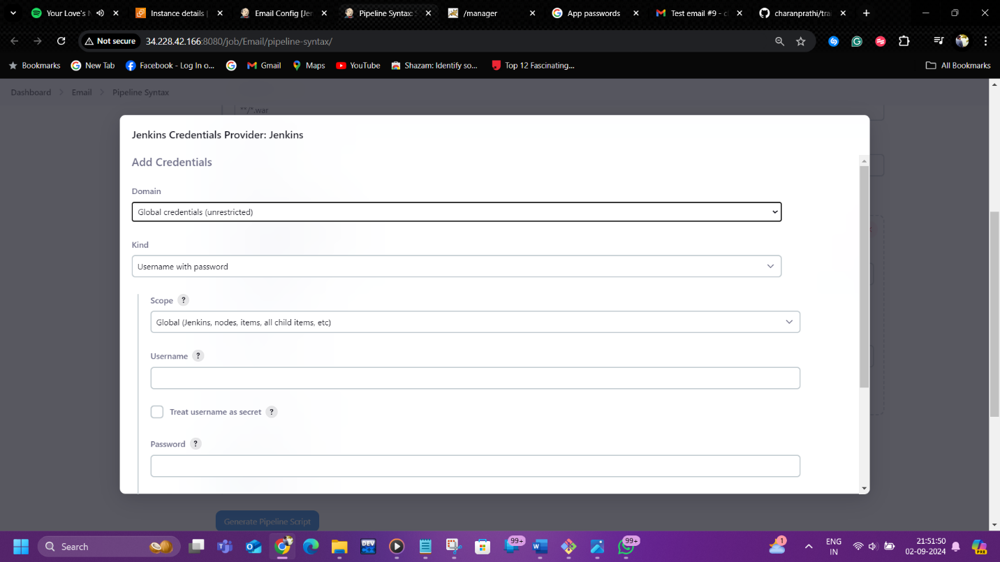 Your Love's N
Instance details |
Email Config [Jen
Pipeline Syntax:
/manager
App passwords
Test email #9 - c
charanprathi/tra
Not secure
34.228.42.166:8080/job/Email/pipeline-syntax/
Bookmarks
New Tab
Facebook - Log In o...
Gmail
Maps
YouTube
Shazam: Identify so...
Top 12 Fascinating...
All Bookmarks
Dashboard
Email
Pipeline Syntax
**/*.war
Jenkins Credentials Provider: Jenkins
Add Credentials
Domain
Global credentials (unrestricted)
Kind
Username with password
Scope ?
Global (Jenkins, nodes, items, all child items, etc)
Username ?
Treat username as secret ?
Password ?
Generate Pipeline Script
Search
DEV
99+
99+
1
ENG
IN
21:51:50
02-09-2024
PRE